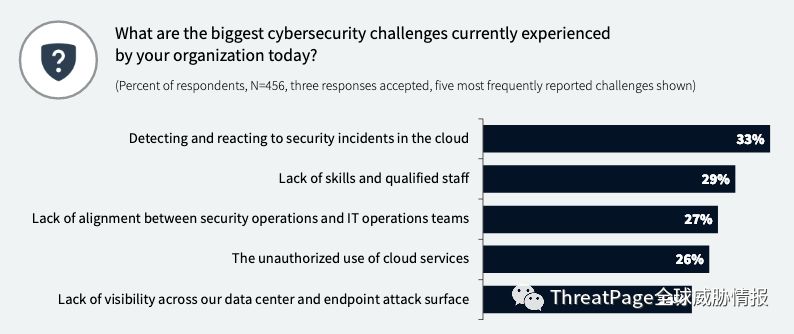 What are the biggest cybersecurity challenges currently experienced
by your organization today?
(Percent of respondents, N=456, three responses accepted, five most frequently reported challenges shown)
Detecting and reacting to security incidents in the cloud 33%
Lack of skills and qualified staff 29%
Lack of alignment between security operations and IT operations teams 27%
The unauthorized use of cloud services 26%
Lack of visibility across our data center and endpoint attack surface
ThreatPage全球威胁情报